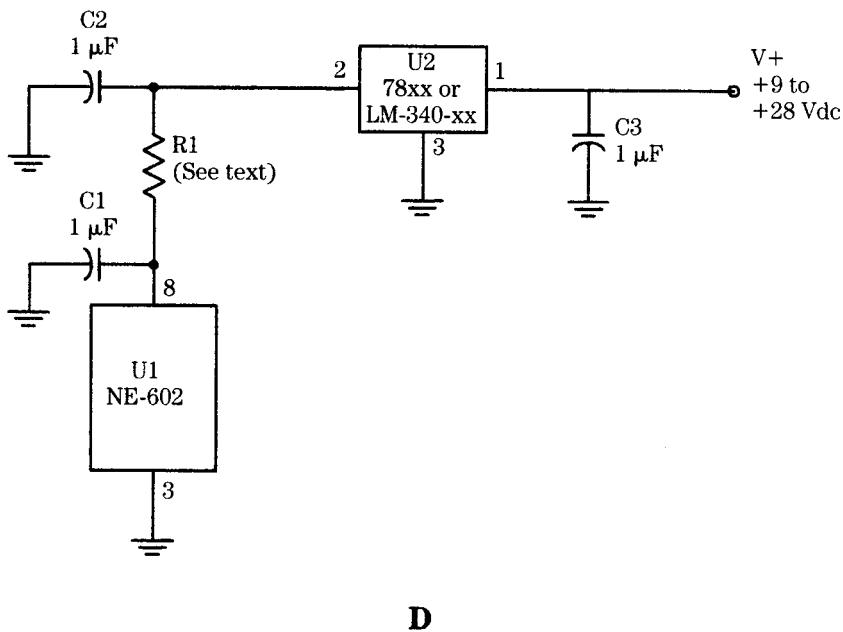 C2
1 µF
2
U2
78xx or
LM-340-xx
1
3
V+
+9 to
+28 Vdc
C3
1 µF
R1
(See text)
C1
1 µF
8
U1
NE-602
3
D